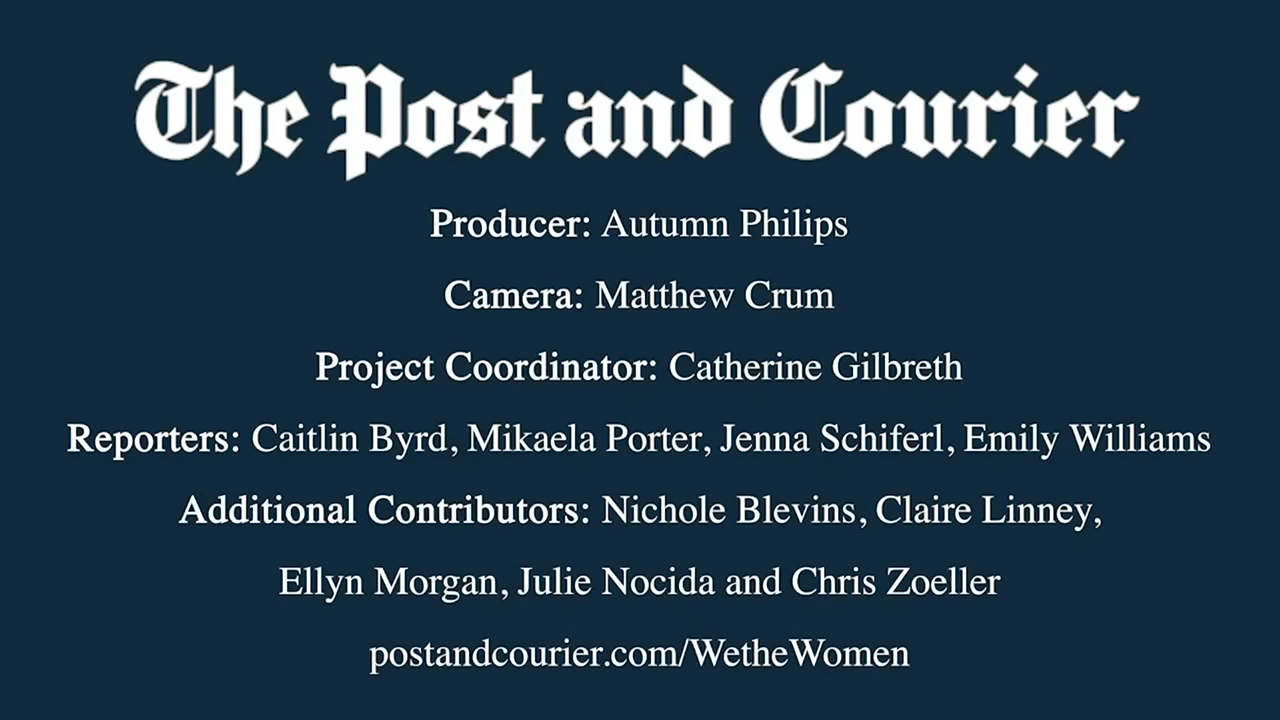 The Post and Courier
Producer: Autumn Philips
Camera: Matthew Crum
Project Coordinator: Catherine Gilbreth
Reporters: Caitlin Byrd, Mikaela Porter, Jenna Schiferl, Emily Williams
Additional Contributors: Nichole Blevins, Claire Linney,
Ellyn Morgan, Julie Nocida and Chris Zoeller
postandcourier.com/WetheWomen